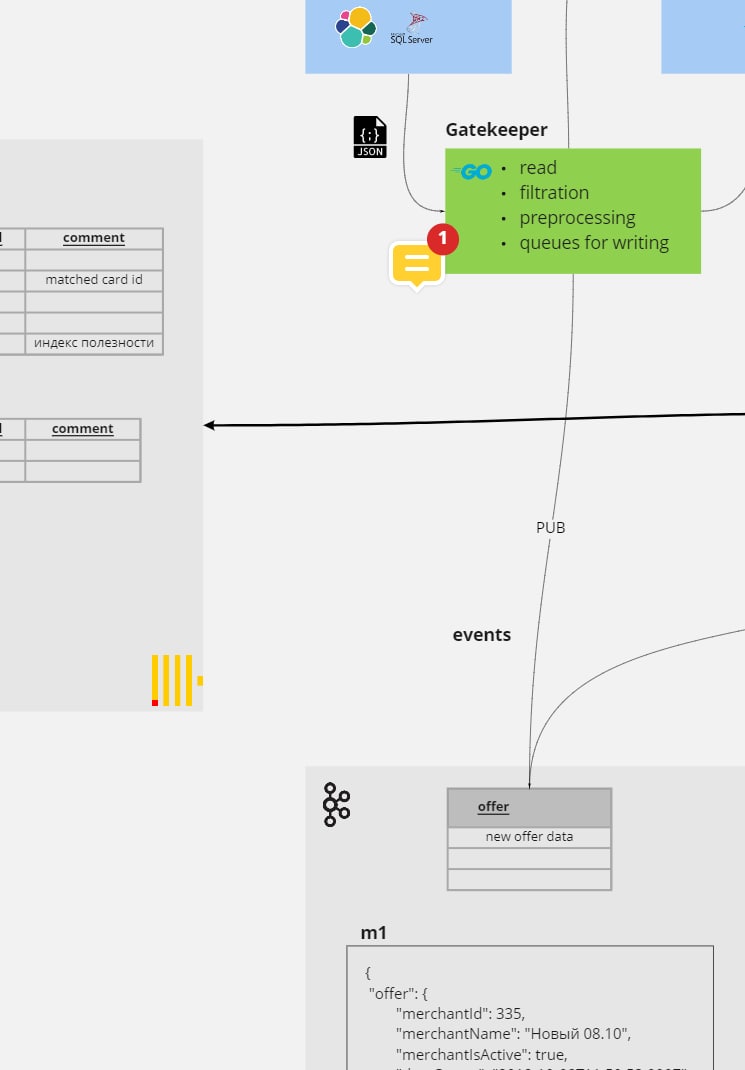 SQL Server
{;}
JSON
Gatekeeper
GO
• read
• filtration
• preprocessing
• queues for writing
1
comment
matched card id
индекс полезности
comment
PUB
events
offer
new offer data
m1
{
"offer": {
"merchantId": 335,
"merchantName": "Новый 08.10",
"merchantIsActive": true,